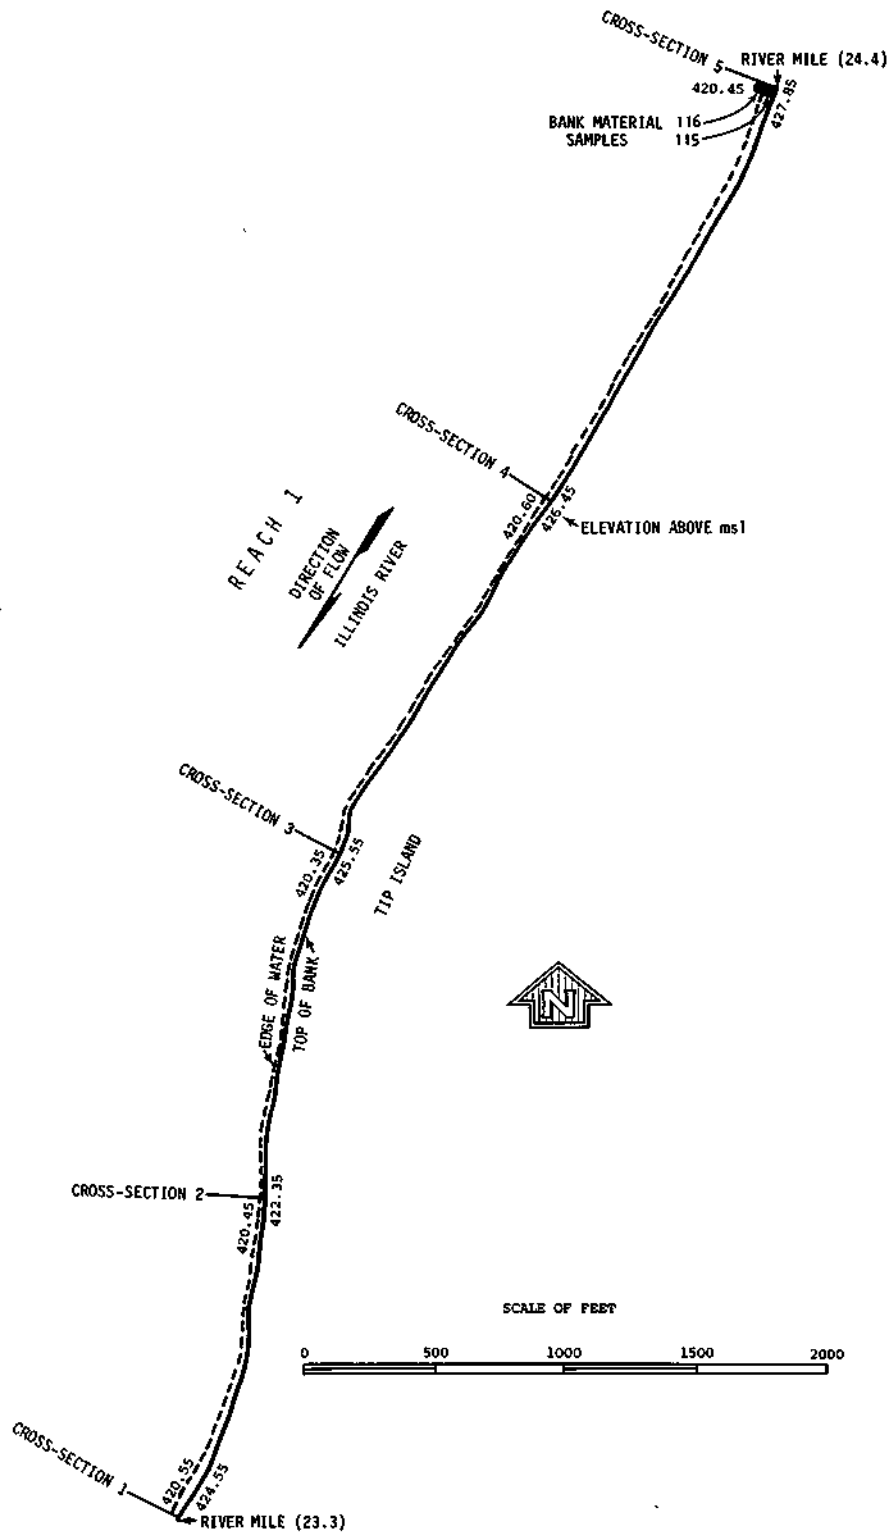 CROSS-SECTION 5
RIVER MILE (24.4)
420.45
427.85
BANK MATERIAL 116
SAMPLES 115
CROSS-SECTION 4
420.60
426.45
ELEVATION ABOVE msl
REACH 1
DIRECTION
OF FLOW
ILLINOIS RIVER
CROSS-SECTION 3
420.35
425.55
TIP ISLAND
EDGE OF WATER
TOP OF BANK
N
CROSS-SECTION 2
420.45
422.35
SCALE OF FEET
0 500 1000 1500 2000
CROSS-SECTION 1
420.55
424.55
RIVER MILE (23.3)